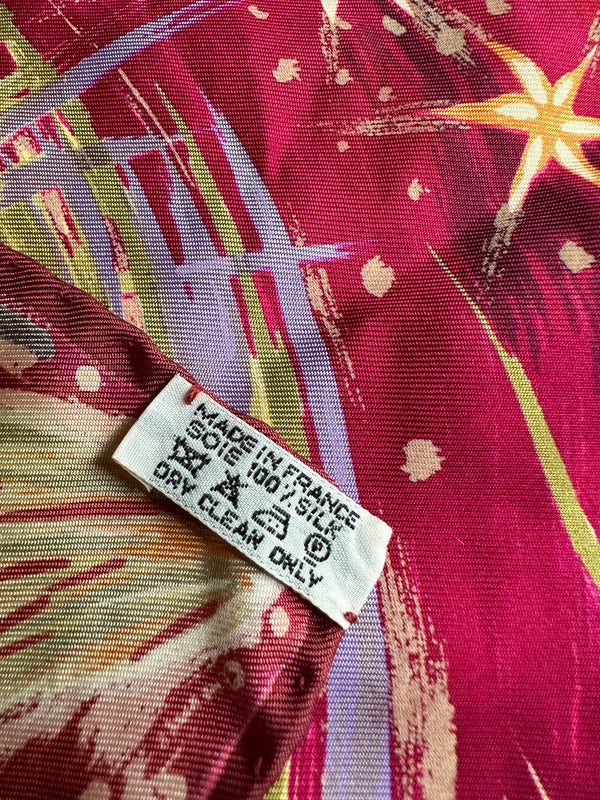 MADE IN FRANCE
SOIE 100/ SILK
P
DRY CLEAN ONLY